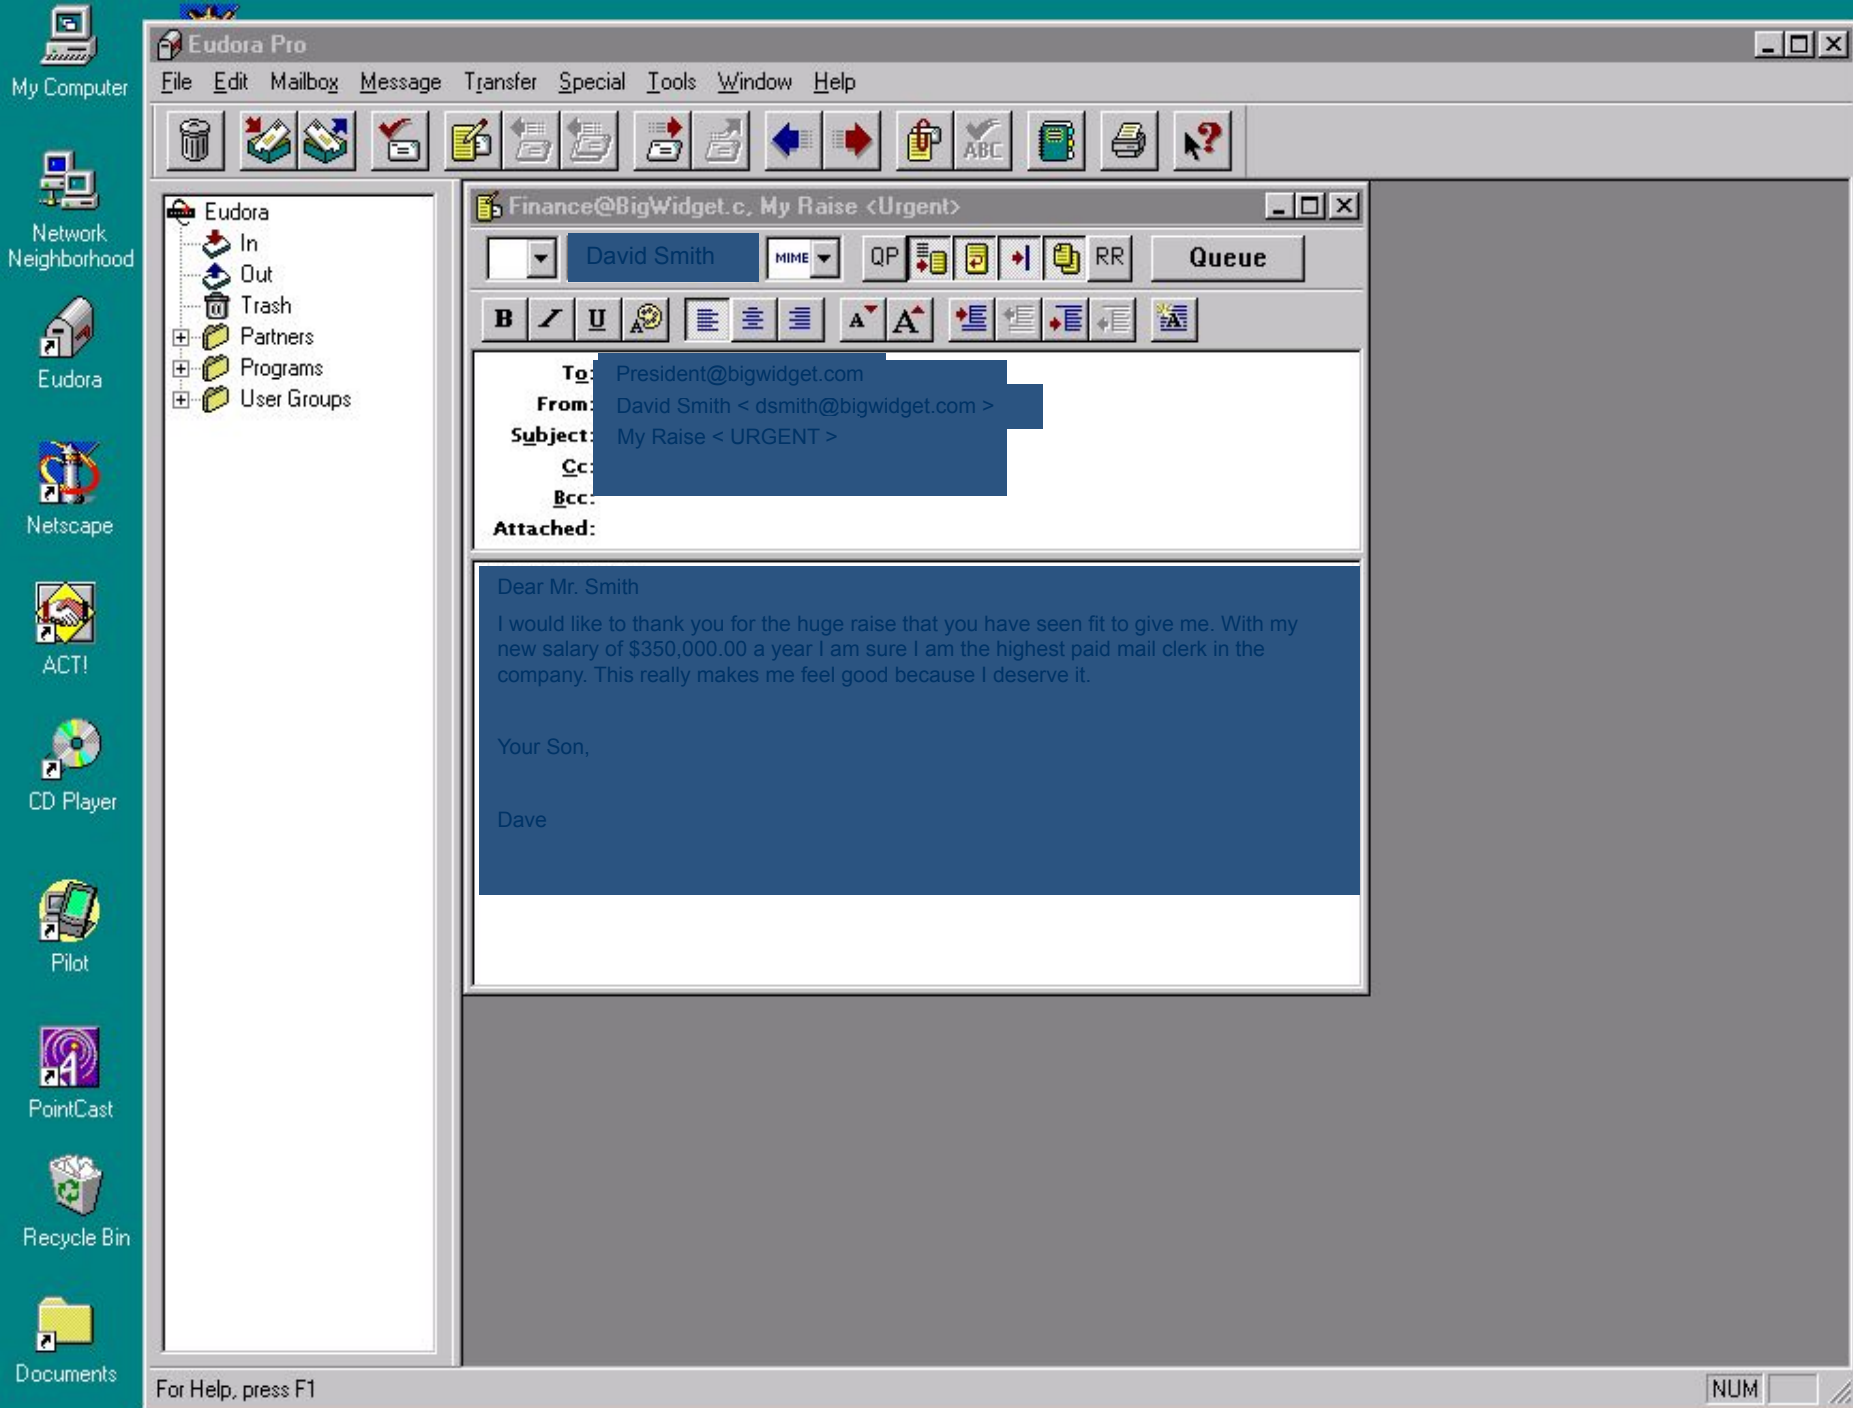 My Computer
Network
Neighborhood
Eudora
Netscape
ACT!
CD Player
Pilot
PointCast
Recycle Bin
Documents
Eudora Pro
File Edit Mailbox Message Transfer Special Tools Window Help
ABC
Eudora
In
Out
Trash
Partners
Programs
User Groups
Finance@BigWidget.c, My Raise <Urgent>
David Smith MIME QP RR Queue
B I U A A A A
To: President@bigwidget.com
From: David Smith < dsmith@bigwidget.com >
Subject: My Raise < URGENT >
Cc:
Bcc:
Attached:
Dear Mr. Smith
I would like to thank you for the huge raise that you have seen fit to give me. With my
new salary of $350,000.00 a year I am sure I am the highest paid mail clerk in the
company. This really makes me feel good because I deserve it.
Your Son,
Dave
For Help, press F1
NUM